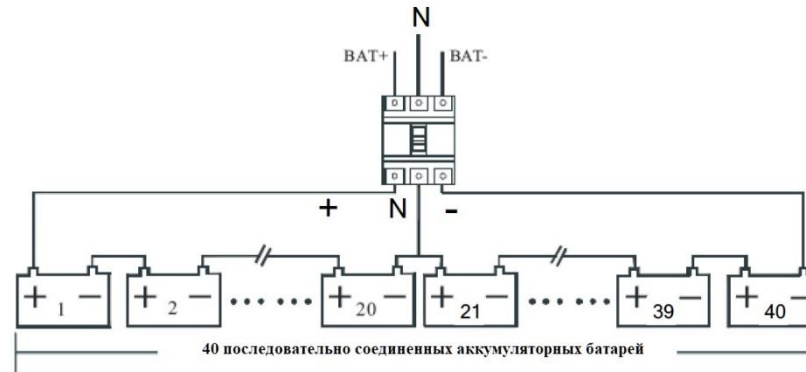 N
BAT+ BAT-
+ N -
+ 1 - + 2 - ...... + 20 - + 21 - ...... + 39 - + 40 -
40 последовательно соединенных аккумуляторных батарей